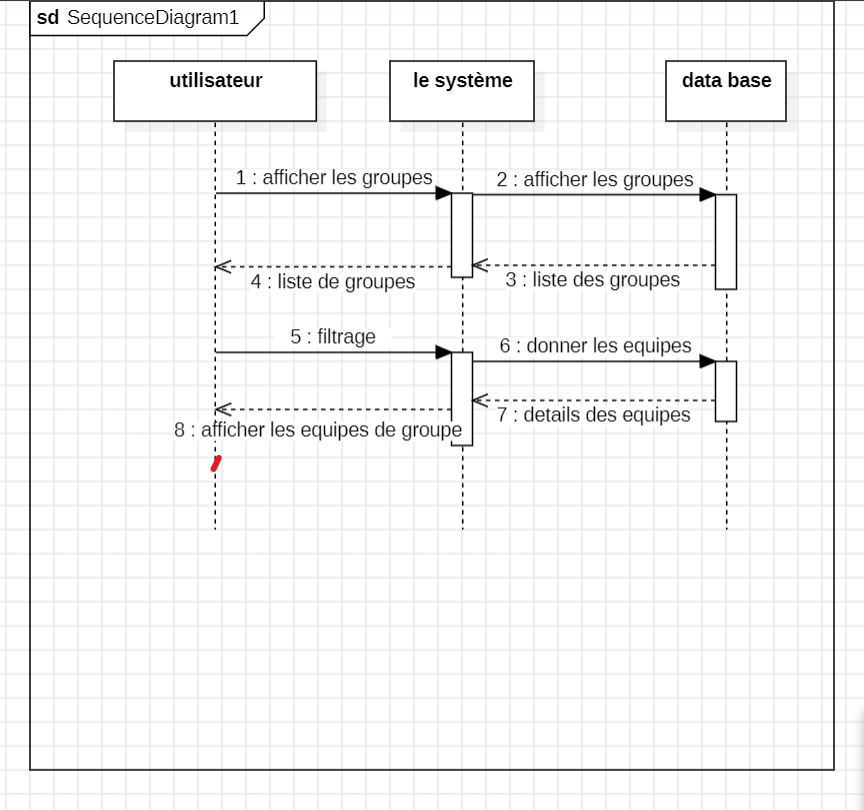 sd SequenceDiagram1
utilisateur
le système
data base
1 : afficher les groupes
2 : afficher les groupes
3 : liste des groupes
4 : liste de groupes
5 : filtrage
6 : donner les equipes
7 : details des equipes
8 : afficher les equipes de groupe